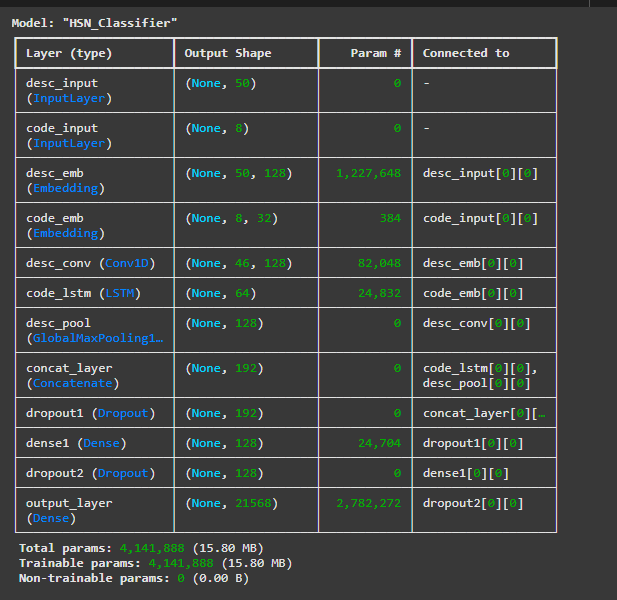 Model: "HSN_Classifier"
Layer (type) Output Shape Param # Connected to
desc_input (None, 50) 0 -
(InputLayer)
code_input (None, 8) 0 -
(InputLayer)
desc_emb (None, 50, 128) 1,227,648 desc_input[0][0]
(Embedding)
code_emb (None, 8, 32) 384 code_input[0][0]
(Embedding)
desc_conv (Conv1D) (None, 46, 128) 82,048 desc_emb[0][0]
code_lstm (LSTM) (None, 64) 24,832 code_emb[0][0]
desc_pool (None, 128) 0 desc_conv[0][0]
(GlobalMaxPooling1…
concat_layer (None, 192) 0 code_lstm[0][0],
(Concatenate) desc_pool[0][0]
dropout1 (Dropout) (None, 192) 0 concat_layer[0][…
dense1 (Dense) (None, 128) 24,704 dropout1[0][0]
dropout2 (Dropout) (None, 128) 0 dense1[0][0]
output_layer (None, 21568) 2,782,272 dropout2[0][0]
(Dense)
Total params: 4,141,888 (15.80 MB)
Trainable params: 4,141,888 (15.80 MB)
Non-trainable params: 0 (0.00 B)